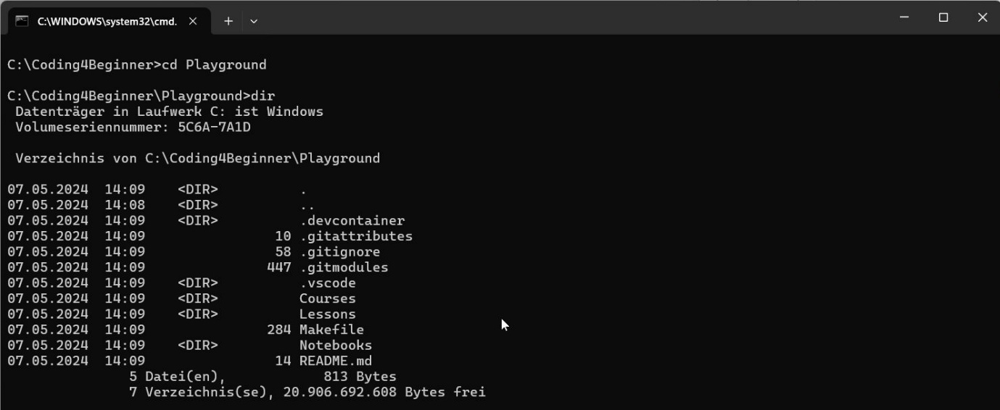 C:\WINDOWS\system32\cmd.
C:\Coding4Beginner>cd Playground
C:\Coding4Beginner\Playground>dir
Datenträger in Laufwerk C: ist Windows
Volumeseriennummer: 5C6A-7A1D
Verzeichnis von C:\Coding4Beginner\Playground
07.05.2024  14:09    <DIR>          .
07.05.2024  14:08    <DIR>          ..
07.05.2024  14:09    <DIR>          .devcontainer
07.05.2024  14:09                10 .gitattributes
07.05.2024  14:09                58 .gitignore
07.05.2024  14:09               447 .gitmodules
07.05.2024  14:09    <DIR>          .vscode
07.05.2024  14:09    <DIR>          Courses
07.05.2024  14:09    <DIR>          Lessons
07.05.2024  14:09               284 Makefile
07.05.2024  14:09    <DIR>          Notebooks
07.05.2024  14:09                14 README.md
5 Datei(en),            813 Bytes
7 Verzeichnis(se), 20.906.692.608 Bytes frei